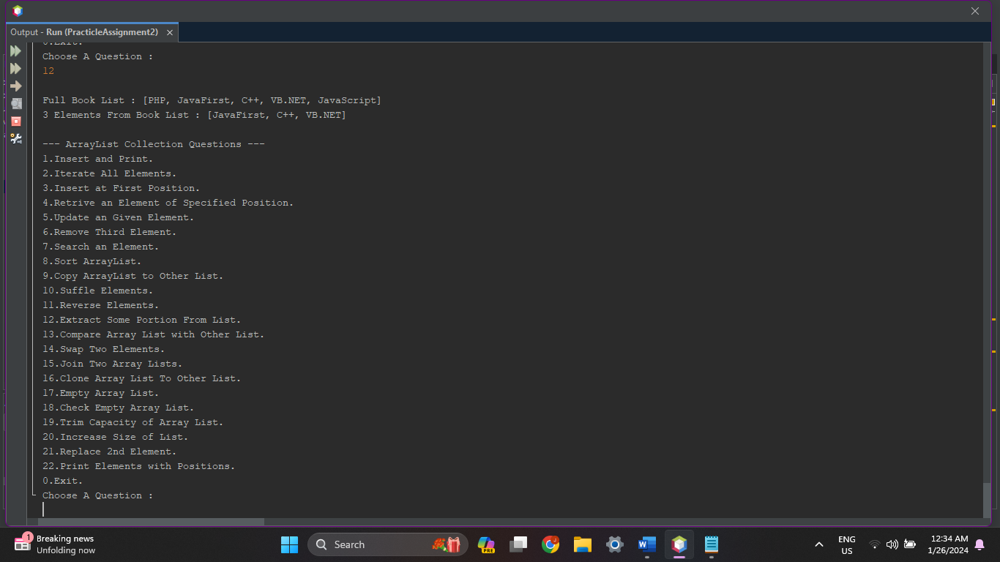 Output - Run (PracticleAssignment2)
0.Exit.
Choose A Question :
12
Full Book List : [PHP, JavaFirst, C++, VB.NET, JavaScript]
3 Elements From Book List : [JavaFirst, C++, VB.NET]
--- ArrayList Collection Questions ---
1.Insert and Print.
2.Iterate All Elements.
3.Insert at First Position.
4.Retrive an Element of Specified Position.
5.Update an Given Element.
6.Remove Third Element.
7.Search an Element.
8.Sort ArrayList.
9.Copy ArrayList to Other List.
10.Suffle Elements.
11.Reverse Elements.
12.Extract Some Portion From List.
13.Compare Array List with Other List.
14.Swap Two Elements.
15.Join Two Array Lists.
16.Clone Array List To Other List.
17.Empty Array List.
18.Check Empty Array List.
19.Trim Capacity of Array List.
20.Increase Size of List.
21.Replace 2nd Element.
22.Print Elements with Positions.
0.Exit.
Choose A Question :
1
Breaking news
Unfolding now
Search
PRE
W
ENG
US
12:34 AM
1/26/2024